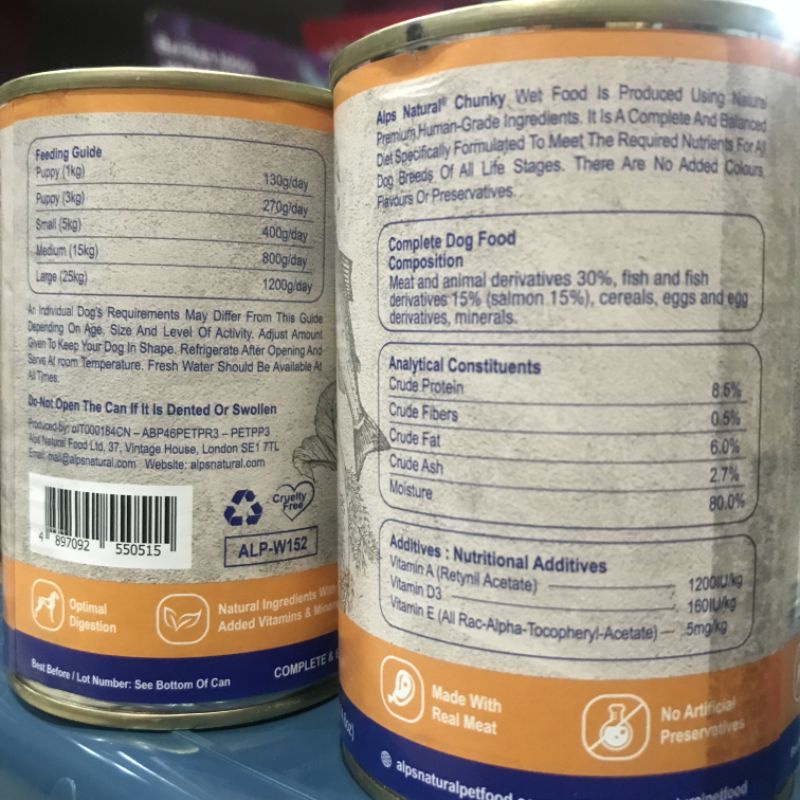 Feeding Guide
Puppy (1kg) 130g/day
Puppy (3kg) 270g/day
Small (5kg) 400g/day
Medium (15kg) 800g/day
Large (25kg) 1200g/day
An Individual Dog's Requirements May Differ From This Guide
Depending On Age, Size And Level Of Activity. Adjust Amount
Given To Keep Your Dog In Shape. Refrigerate After Opening And
Serve At room Temperature. Fresh Water Should Be Available At
All Times.
Do-Not Open The Can If It Is Dented Or Swollen
Produced by: oIT000184CN – ABP46PETPR3 – PETPP3
Alps Natural Food Ltd, 37, Vintage House, London SE1 7TL
Email: mail@alpsnatural.com Website: alpsnatural.com
4 897092 550515
Cruelty
Free
ALP-W152
Optimal
Digestion
Natural Ingredients With
Added Vitamins &
Best Before / Lot Number: See Bottom Of Can
COMPLETE &
Alps Natural® Chunky Wet Food Is Produced Using Natural
Premium Human-Grade Ingredients. It Is A Complete And Balanced
Diet Specifically Formulated To Meet The Required Nutrients For All
Dog Breeds Of All Life Stages. There Are No Added Colours,
Flavours Or Preservatives.
Complete Dog Food
Composition
Meat and animal derivatives 30%, fish and fish
derivatives 15% (salmon 15%), cereals, eggs and egg
derivatives, minerals.
Analytical Constituents
Crude Protein 8.5%
Crude Fibers 0.5%
Crude Fat 6.0%
Crude Ash 2.7%
Moisture 80.0%
Additives : Nutritional Additives
Vitamin A (Retynil Acetate) 1200IU/kg
Vitamin D3 160IU/kg
Vitamin E (All Rac-Alpha-Tocopheryl-Acetate) 5mg/kg
Made With
Real Meat
No Artificial
Preservatives
alpsnaturalpetfood